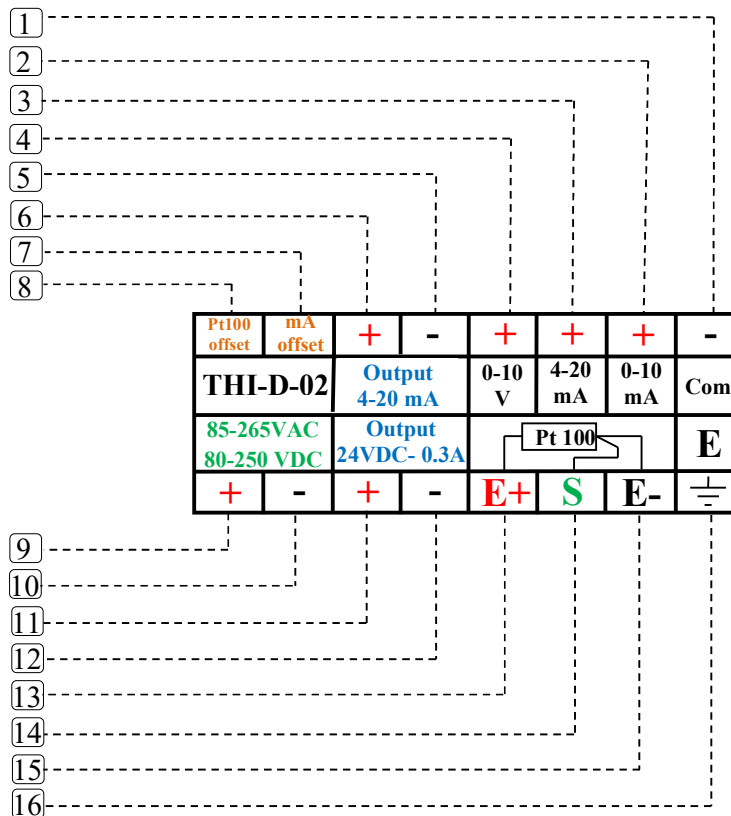 1
2
3
4
5
6
7
8
Pt100 offset
mA offset
+
-
+
+
+
-
THI-D-02
Output
4-20 mA
0-10
V
4-20
mA
0-10
mA
Com
85-265VAC
80-250 VDC
Output
24VDC- 0.3A
Pt 100
E
+
-
+
-
E+
S
E-
9
10
11
12
13
14
15
16